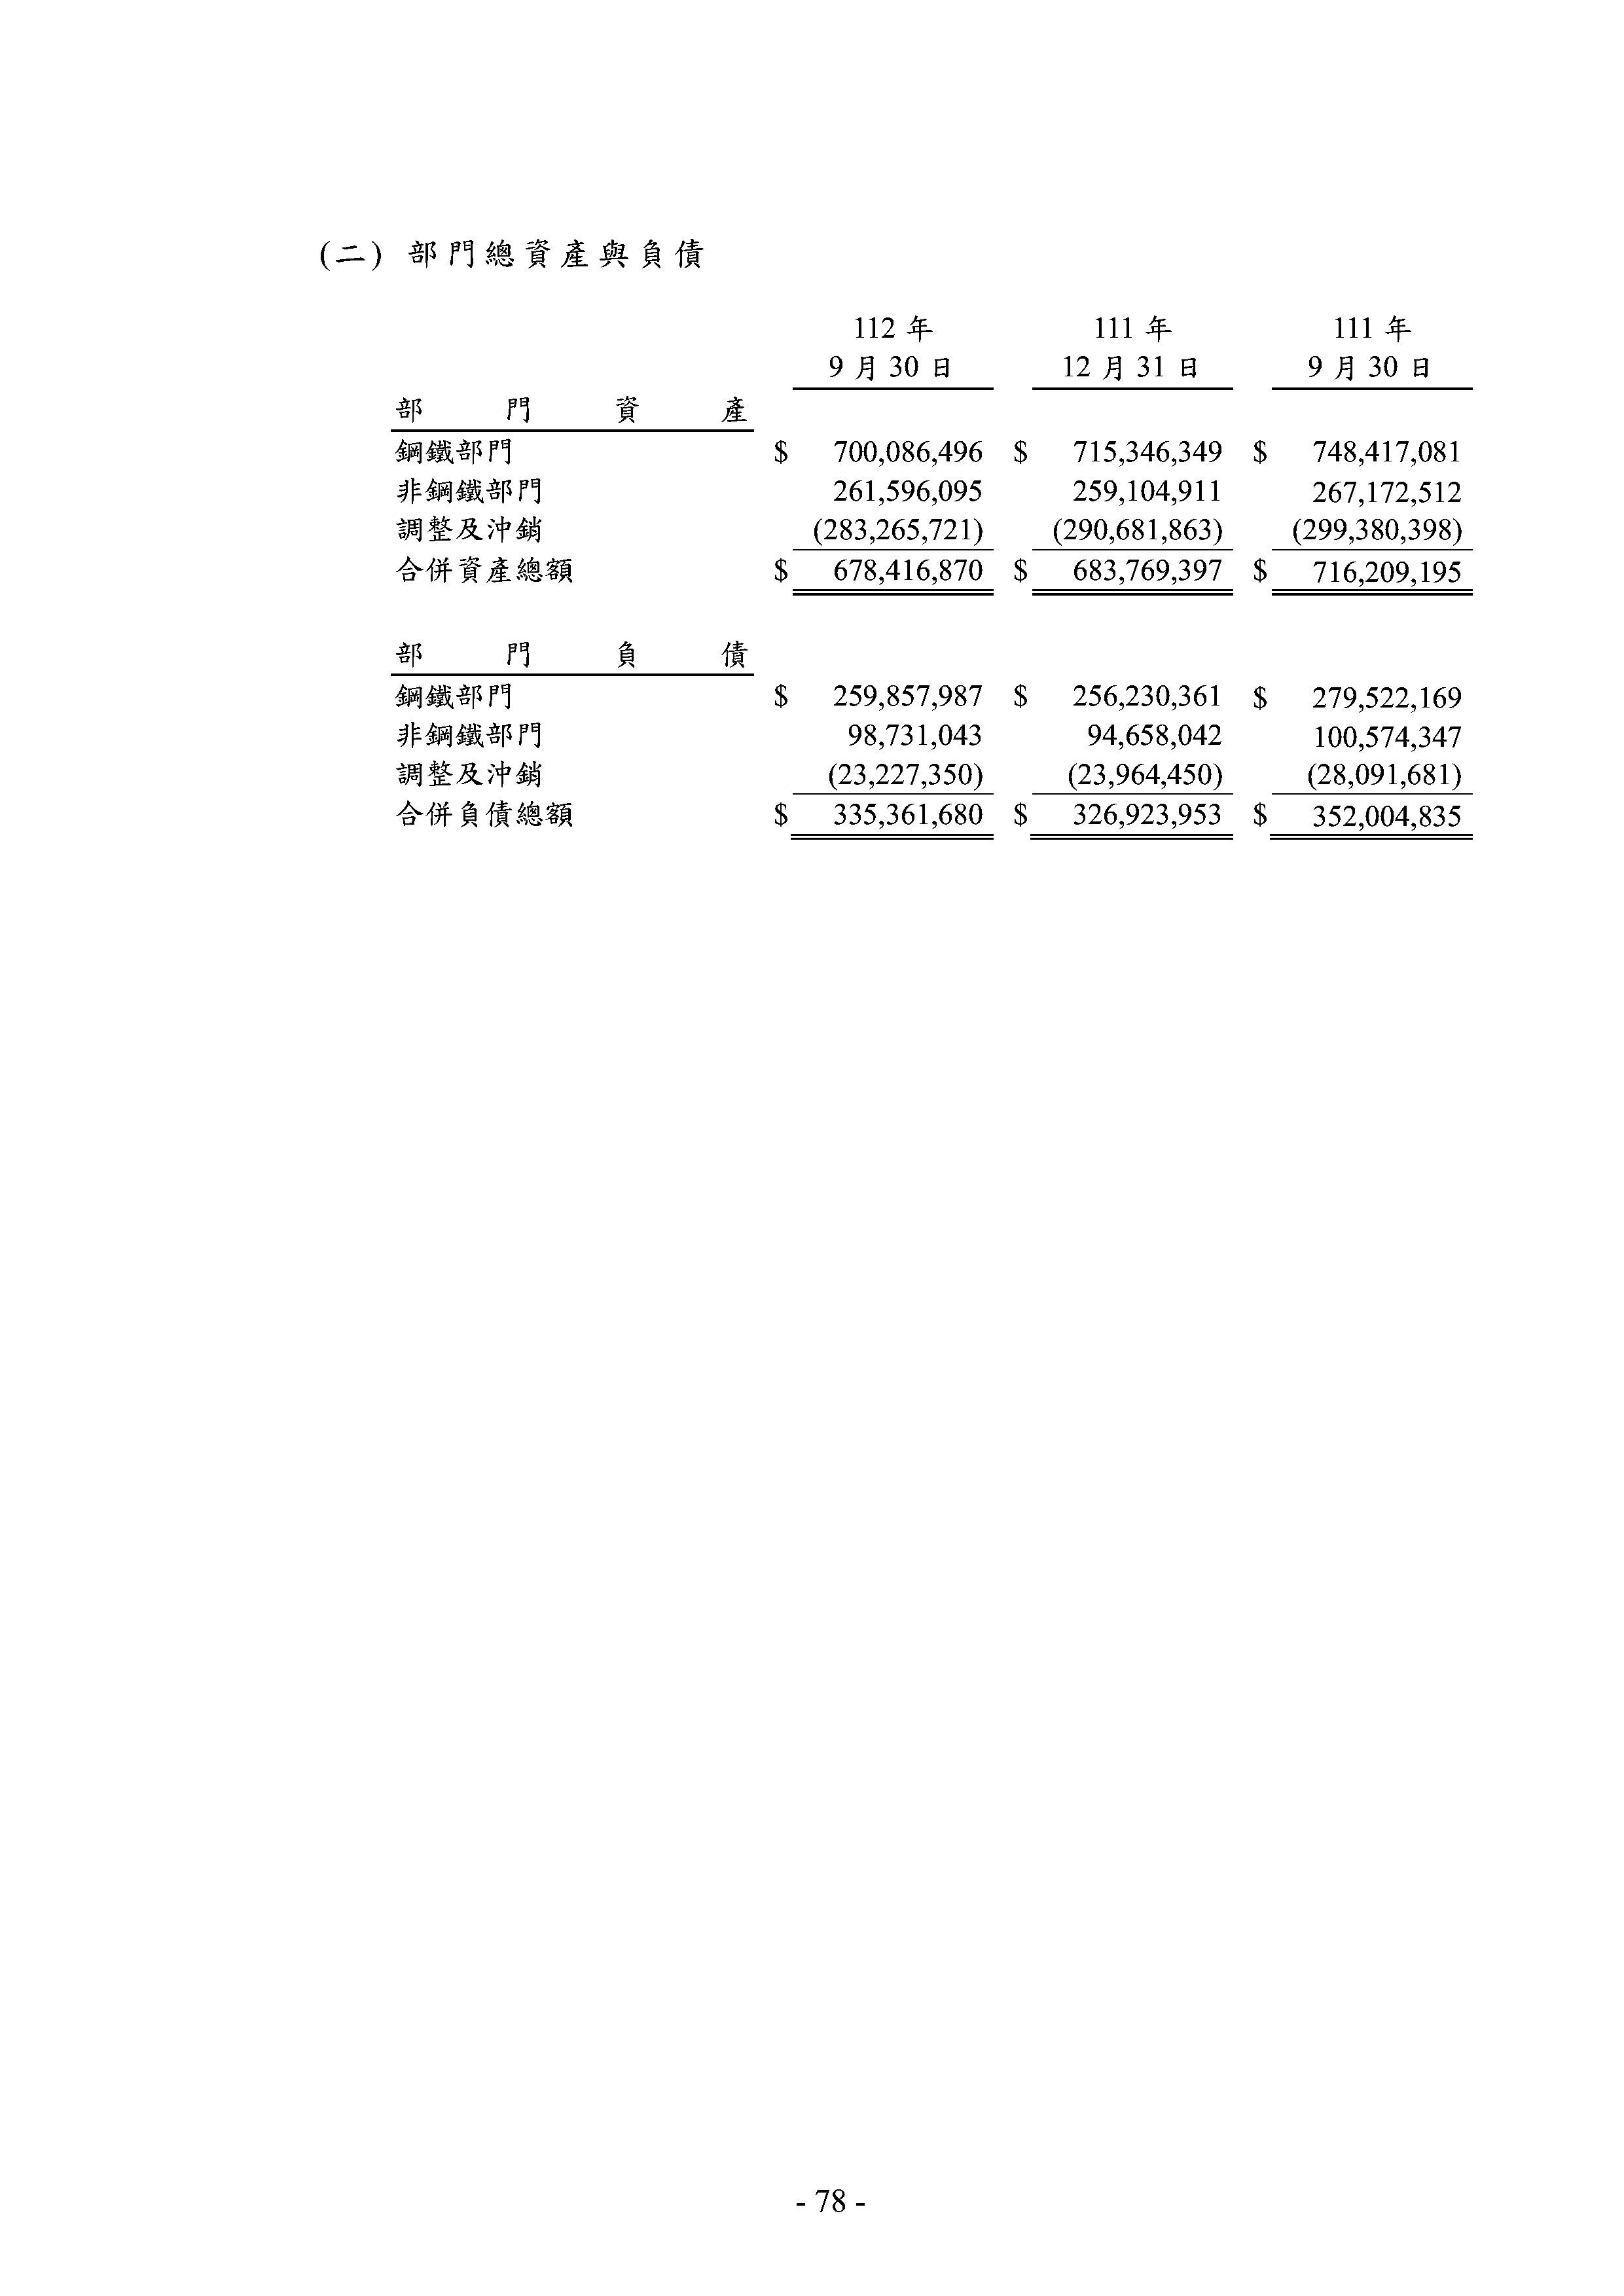 (二) 部門總資產與負債
112 年 111 年 111 年
9 月 30 日 12 月 31 日 9 月 30 日
部門資產
鋼鐵部門 $ 700,086,496 $ 715,346,349 $ 748,417,081
非鋼鐵部門 261,596,095 259,104,911 267,172,512
調整及沖銷 (283,265,721) (290,681,863) (299,380,398)
合併資產總額 $ 678,416,870 $ 683,769,397 $ 716,209,195
部門負債
鋼鐵部門 $ 259,857,987 $ 256,230,361 $ 279,522,169
非鋼鐵部門 98,731,043 94,658,042 100,574,347
調整及沖銷 (23,227,350) (23,964,450) (28,091,681)
合併負債總額 $ 335,361,680 $ 326,923,953 $ 352,004,835
- 78 -